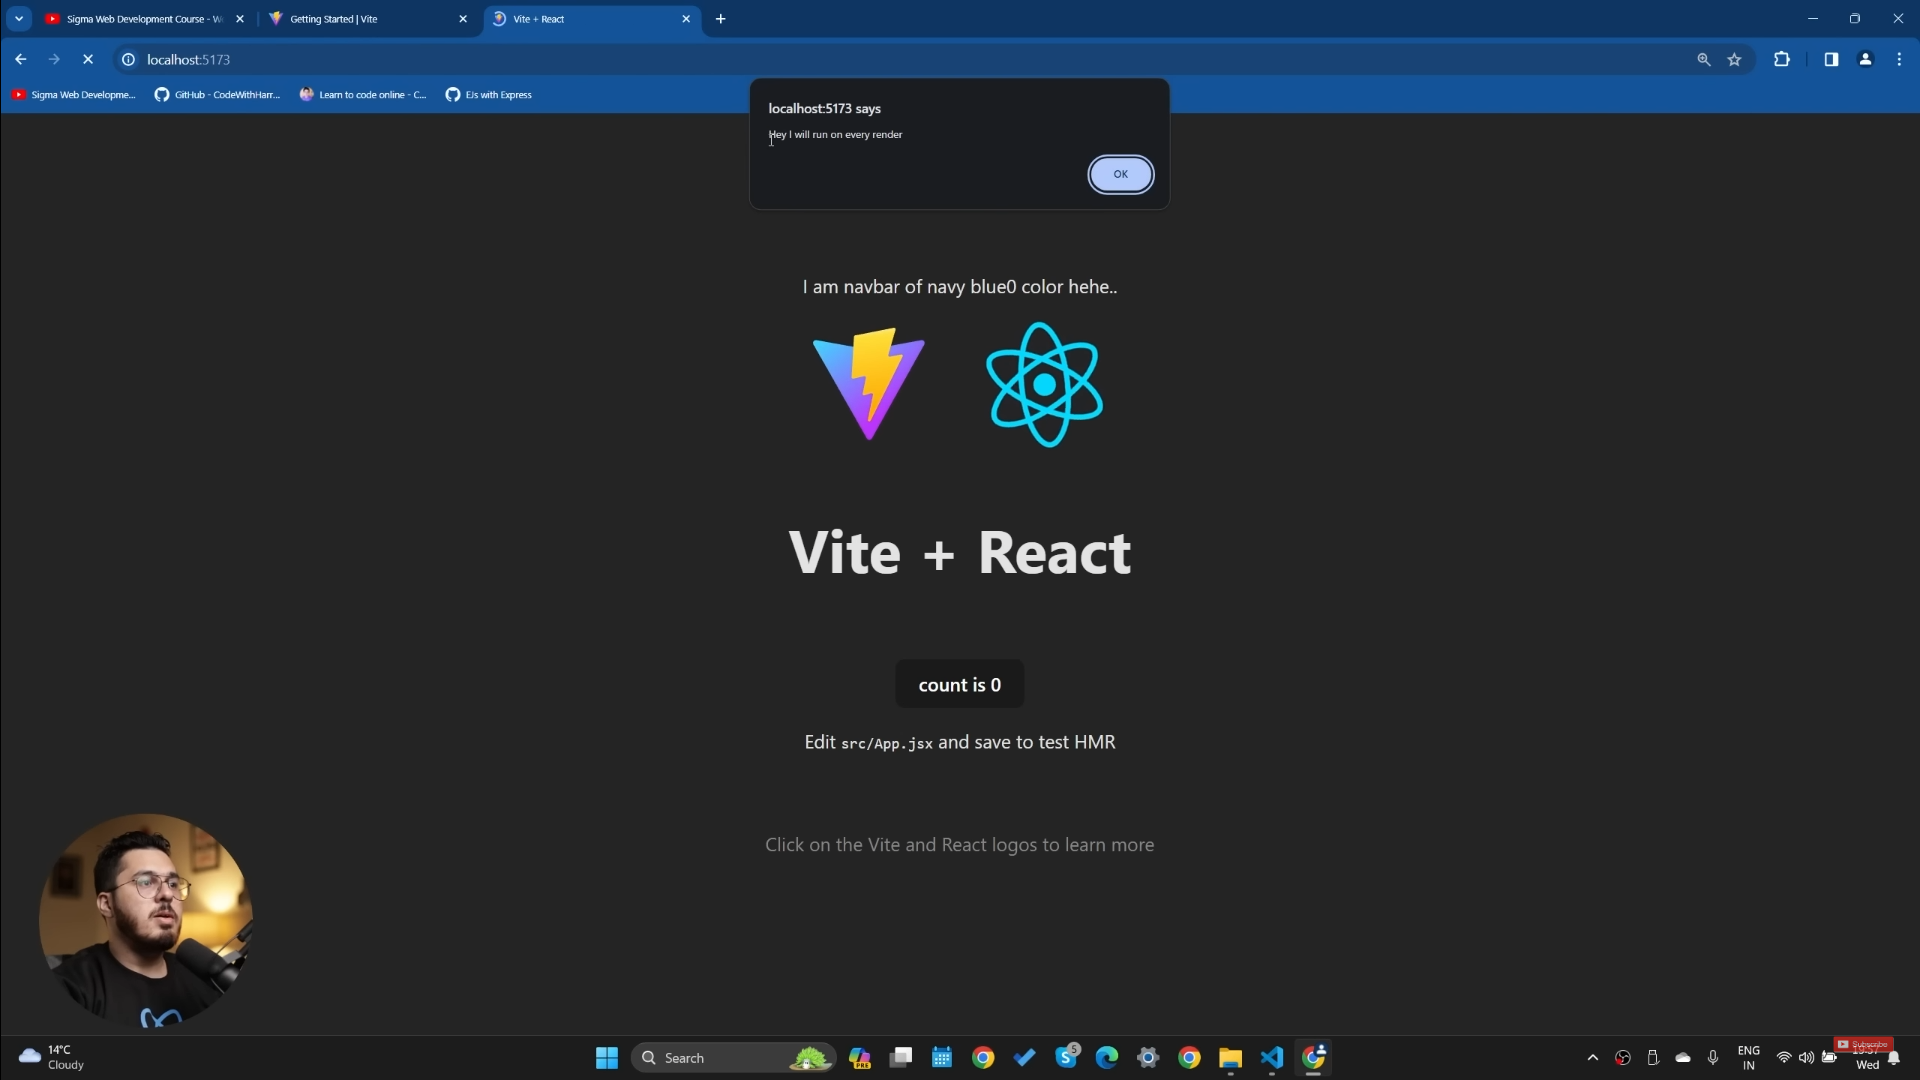 Sigma Web Development Course - W
Getting Started | Vite
Vite + React
localhost:5173
Sigma Web Developme...
GitHub - CodeWithHarr...
Learn to code online - C...
EJs with Express
localhost:5173 says
Hey I will run on every render
OK
I am navbar of navy blue0 color hehe..
Vite + React
count is 0
Edit src/App.jsx and save to test HMR
Click on the Vite and React logos to learn more
14°C
Cloudy
Search
PRE
5
ENG
IN
Subscribe
Wed